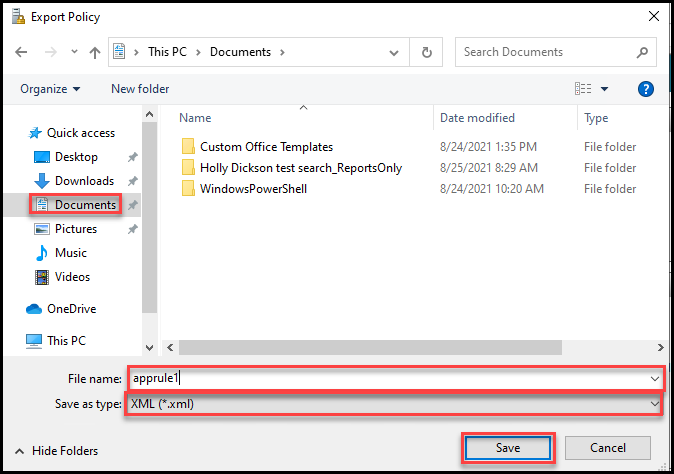 Export Policy
This PC > Documents >
Search Documents
Organize
New folder
?
Name
Date modified
Type
Quick access
Desktop
Downloads
Documents
Pictures
Music
Videos
OneDrive
This PC
Custom Office Templates 8/24/2021 1:35 PM File folder
Holly Dickson test search_ReportsOnly 8/25/2021 8:29 AM File folder
WindowsPowerShell 8/24/2021 10:20 AM File folder
File name: apprule1
Save as type: XML (*.xml)
Hide Folders
Save
Cancel